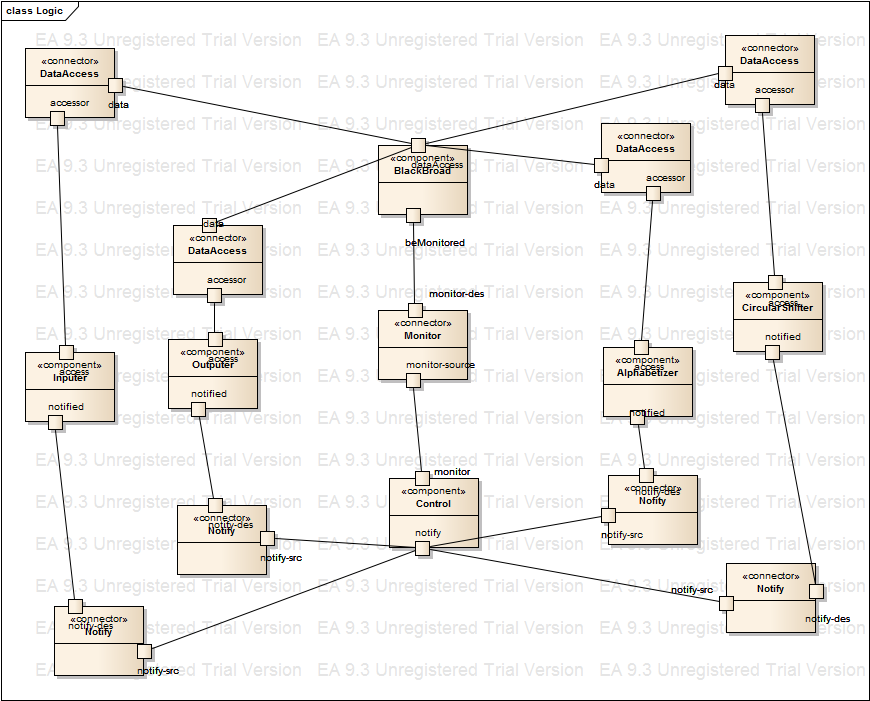 class Logic
EA 9.3 Unregistered Trial Version EA 9.3 Unregistered Trial Version EA 9.3 Unregistered Trial Version
«connector»
DataAccess
accessor
data
«connector»
DataAccess
accessor
data
«connector»
DataAccess
accessor
data
«component»
dataAccess
BlackBroad
beMonitored
data
«connector»
DataAccess
accessor
monitor-des
«connector»
Monitor
monitor-source
«component»
access
CircularShifter
notified
«component»
access
Inputer
notified
«component»
access
Outputer
notified
«component»
access
Alphabetizer
notified
monitor
«component»
Control
notify
«connector»
notify-des
Notify
notify-src
«connector»
notify-des
Nofity
notify-src
«connector»
Notify
notify-src
notify-des
«connector»
notify-des
Notify
notify-src